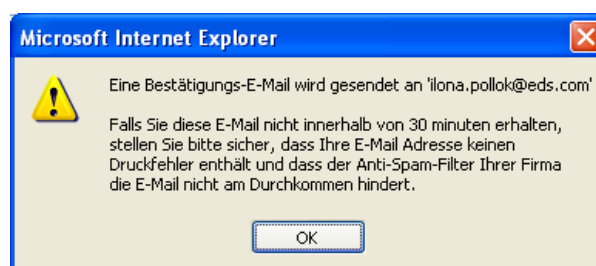 Microsoft Internet Explorer
Eine Bestätigungs-E-Mail wird gesendet an 'ilona.pollok@eds.com'
Falls Sie diese E-Mail nicht innerhalb von 30 minuten erhalten,
stellen Sie bitte sicher, dass Ihre E-Mail Adresse keinen
Druckfehler enthält und dass der Anti-Spam-Filter Ihrer Firma
die E-Mail nicht am Durchkommen hindert.
OK